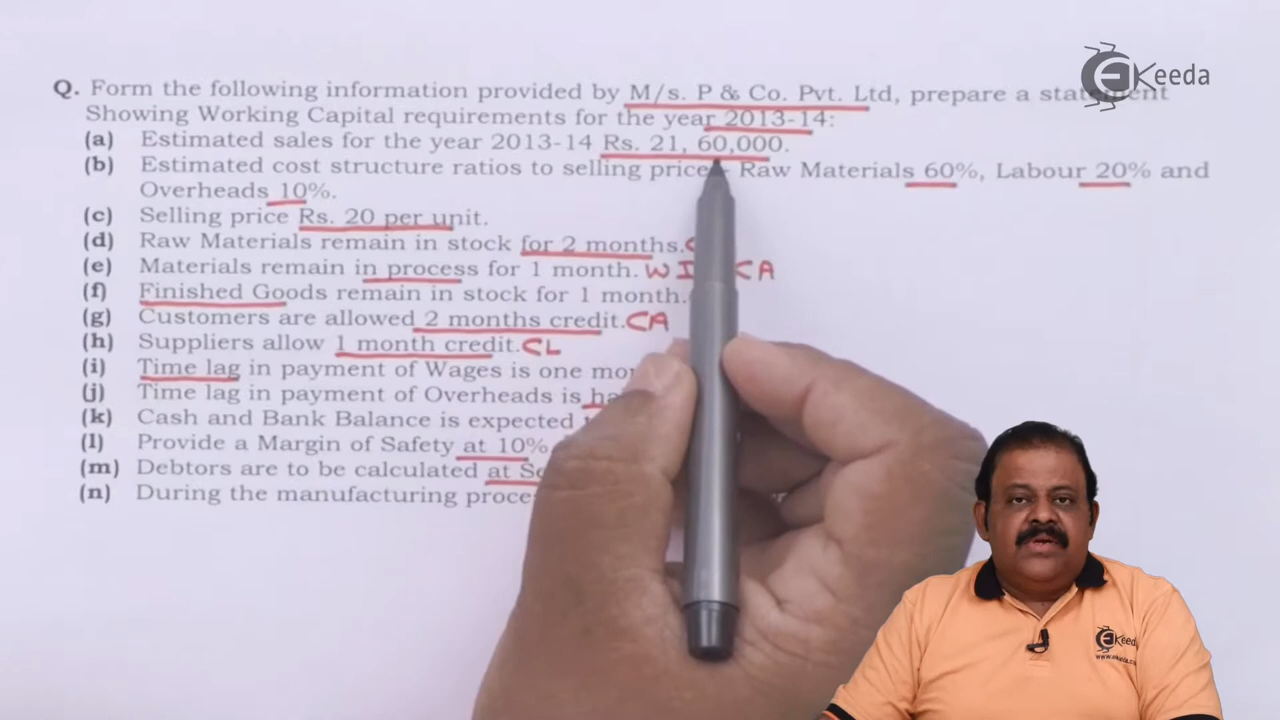 eKeeda
Q. Form the following information provided by M/s. P & Co. Pvt. Ltd, prepare a statement
Showing Working Capital requirements for the year 2013-14:
(a) Estimated sales for the year 2013-14 Rs. 21, 60,000.
(b) Estimated cost structure ratios to selling price - Raw Materials 60%, Labour 20% and
Overheads 10%.
(c) Selling price Rs. 20 per unit.
(d) Raw Materials remain in stock for 2 months.
(e) Materials remain in process for 1 month. WI CA
(f) Finished Goods remain in stock for 1 month.
(g) Customers are allowed 2 months credit. CA
(h) Suppliers allow 1 month credit. CL
(i) Time lag in payment of Wages is one
(j) Time lag in payment of Overheads is
(k) Cash and Bank Balance is expected
(l) Provide a Margin of Safety at 10%
(m) Debtors are to be calculated at
(n) During the manufacturing
eKeeda